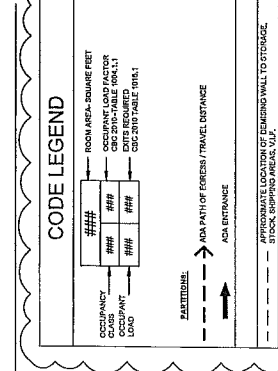 CODE LEGEND
###
ROOM AREA- SQUARE FEET
OCCUPANCY
CLASS
###
###
OCCUPANT LOAD FACTOR
CBC 2010-TABLE 1004.1.1
OCCUPANT
LOAD
###
###
EXITS REQUIRED
CBC 2010 TABLE 1015.1
PARTITIONS:
ADA PATH OF EGRESS / TRAVEL DISTANCE
ADA ENTRANCE
APPROXIMATE LOCATION OF DEMISING WALL TO STORAGE,
STOCK, SHIPPING AREAS, V.I.F.